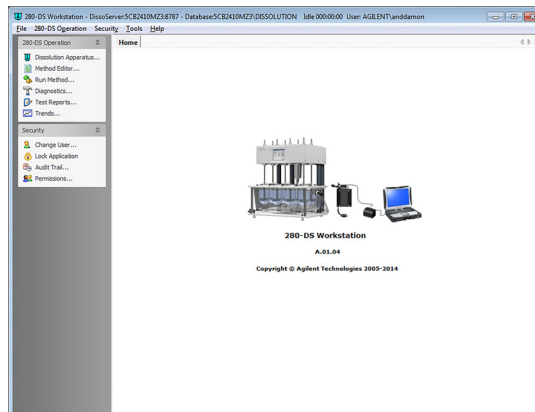 280-DS Workstation - DissoServer:5CB2410MZ3:8787 - Database:5CB2410MZ3\DISSOLUTION Idle 000:00:00 User: AGILENT\anddamon
File 280-DS Operation Security Tools Help
280-DS Operation
Dissolution Apparatus...
Method Editor...
Run Method...
Diagnostics...
Test Reports...
Trends...
Security
Change User...
Lock Application
Audit Trail...
Permissions...
Home
280-DS Workstation
A.01.04
Copyright © Agilent Technologies 2005-2014